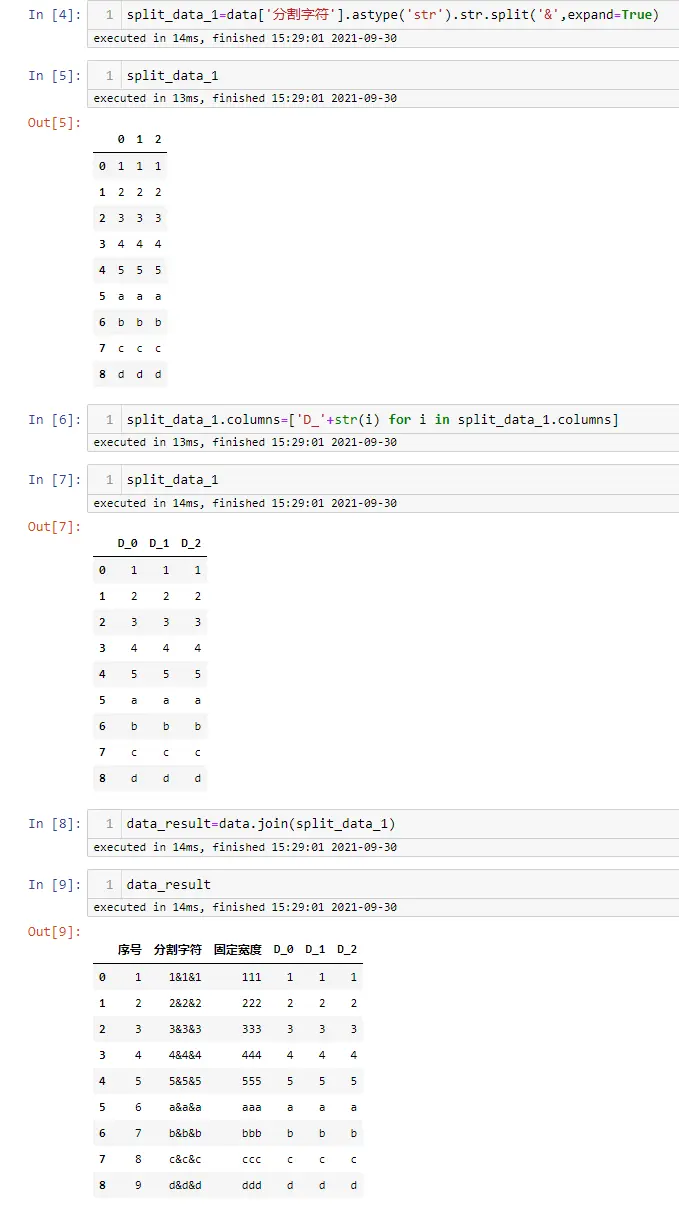 In [4]: 1 split_data_1=data['分割字符'].astype('str').str.split('&',expand=True)
executed in 14ms, finished 15:29:01 2021-09-30
In [5]: 1 split_data_1
executed in 13ms, finished 15:29:01 2021-09-30
Out[5]:
0 1 2
0 1 1 1
1 2 2 2
2 3 3 3
3 4 4 4
4 5 5 5
5 a a a
6 b b b
7 c c c
8 d d d
In [6]: 1 split_data_1.columns=['D_'+str(i) for i in split_data_1.columns]
executed in 13ms, finished 15:29:01 2021-09-30
In [7]: 1 split_data_1
executed in 14ms, finished 15:29:01 2021-09-30
Out[7]:
D_0 D_1 D_2
0 1 1 1
1 2 2 2
2 3 3 3
3 4 4 4
4 5 5 5
5 a a a
6 b b b
7 c c c
8 d d d
In [8]: 1 data_result=data.join(split_data_1)
executed in 14ms, finished 15:29:01 2021-09-30
In [9]: 1 data_result
executed in 14ms, finished 15:29:01 2021-09-30
Out[9]:
序号 分割字符 固定宽度 D_0 D_1 D_2
0 1 1&1&1 111 1 1 1
1 2 2&2&2 222 2 2 2
2 3 3&3&3 333 3 3 3
3 4 4&4&4 444 4 4 4
4 5 5&5&5 555 5 5 5
5 6 a&a&a aaa a a a
6 7 b&b&b bbb b b b
7 8 c&c&c ccc c c c
8 9 d&d&d ddd d d d